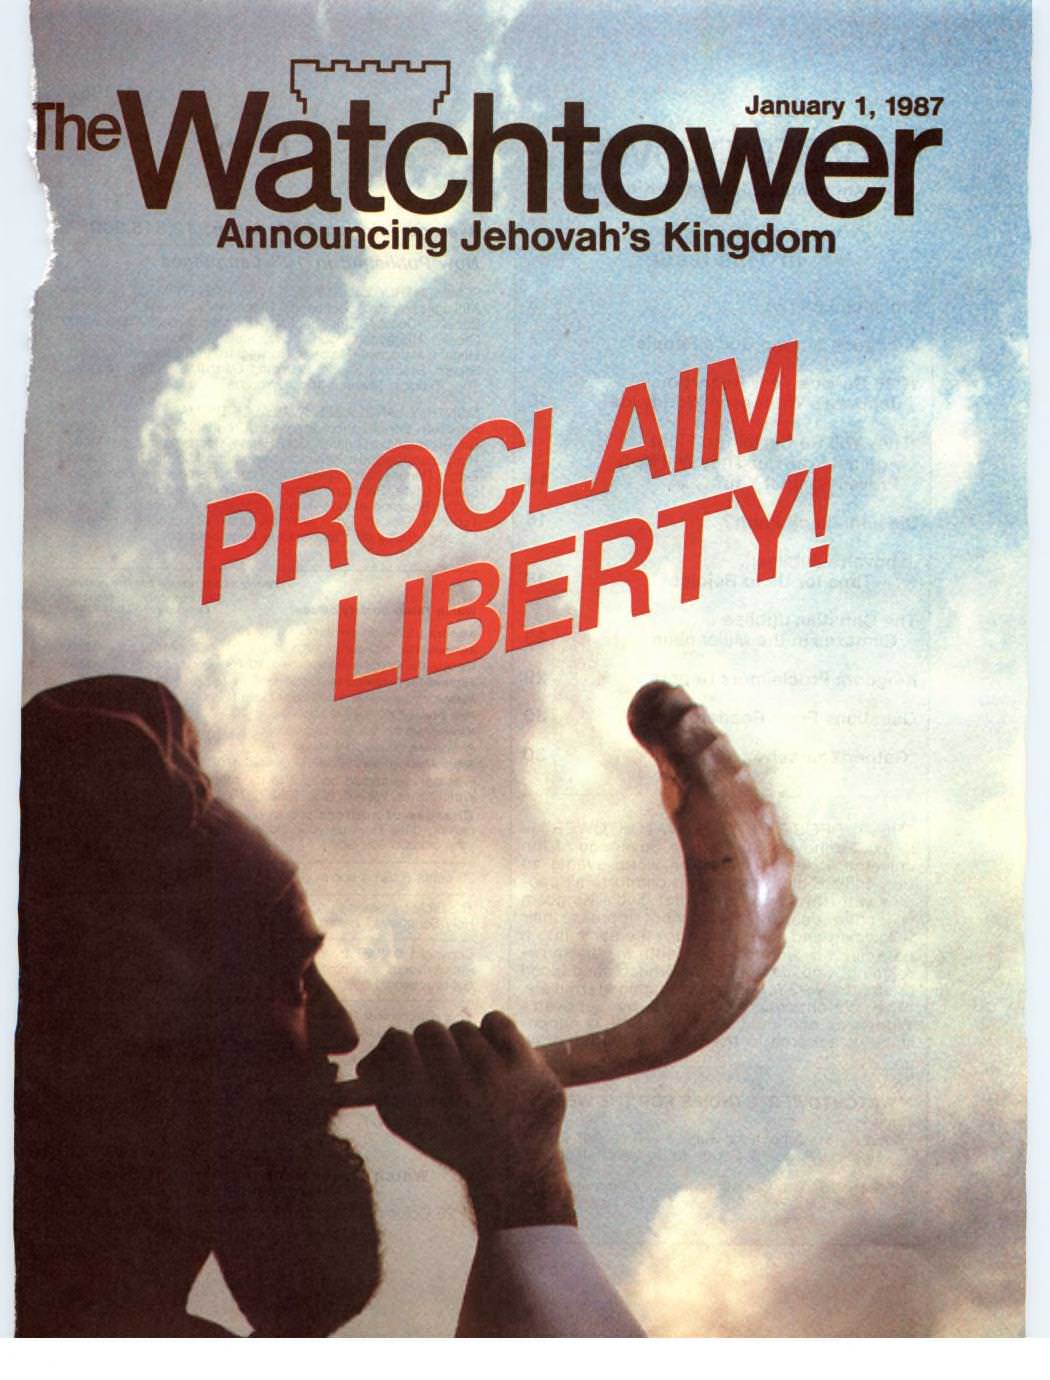 January 1, 1987
The Watchtower
Announcing Jehovah's Kingdom
PROCLAIM
LIBERTY!